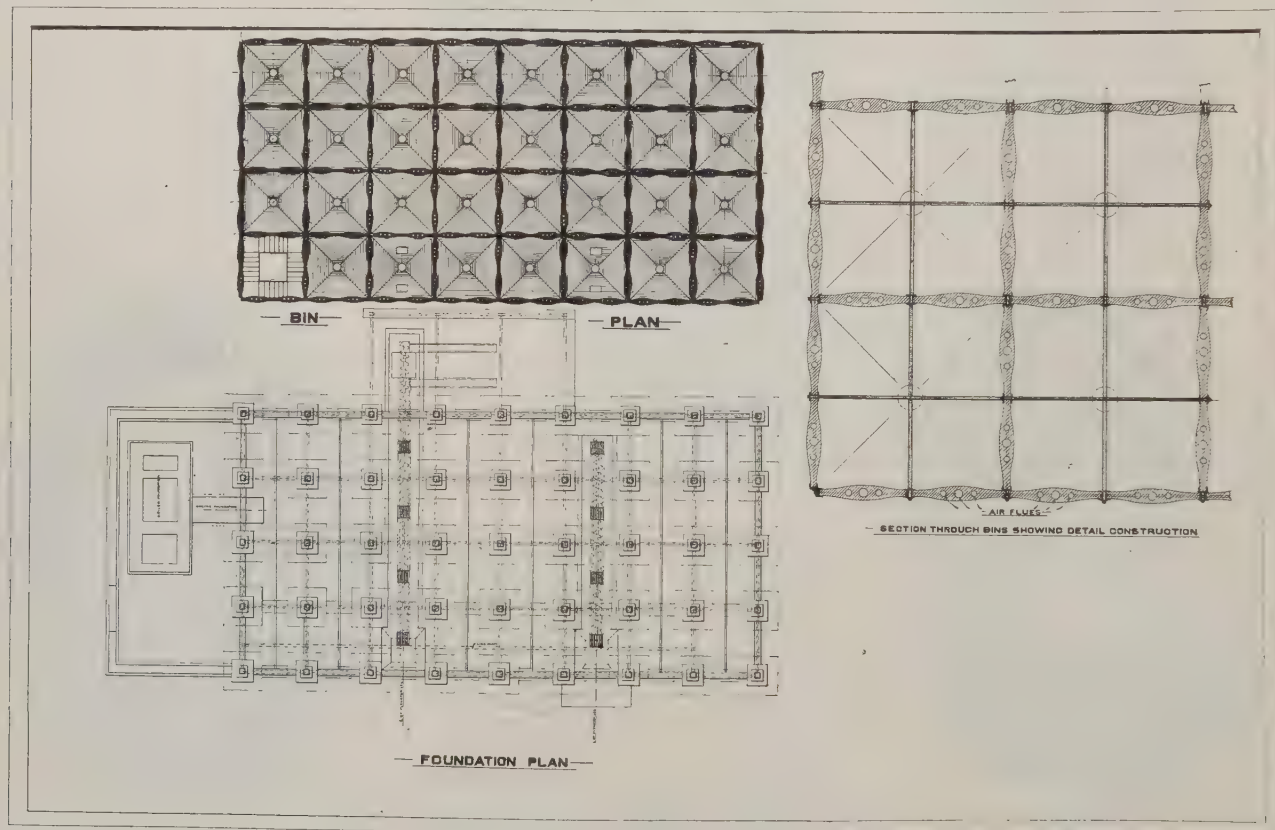 BIN PLAN
AIR FLUES
SECTION THROUGH BINS SHOWING DETAIL CONSTRUCTION
FOUNDATION PLAN